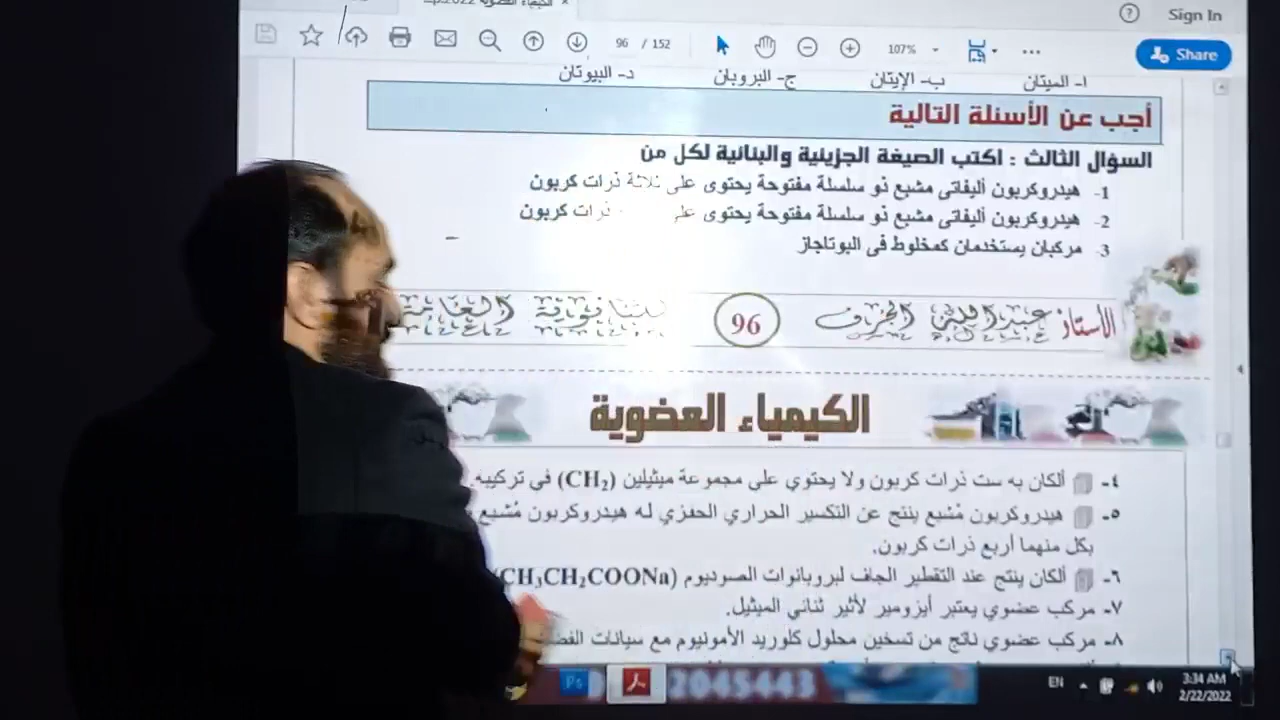 الكيمياء العضوية
Sign In
96 / 152
107%
Share
ا- الميثان ب- الإيثان ج- البروبان د- البيوتان
أجب عن الأسئلة التالية
السؤال الثالث : اكتب الصيغة الجزيئية والبنائية لكل من
1- هيدروكربون أليفاتى مشبع ذو سلسلة مفتوحة يحتوى على ثلاثة ذرات كربون
2- هيدروكربون أليفاتى مشبع ذو سلسلة مفتوحة يحتوى ذرات كربون
3- مركبان يستخدمان كمخلوط فى البوتاجاز
الأستاذ 96
الكيمياء العضوية
٤- ألكان به ست ذرات كربون ولا يحتوي على مجموعة ميثيلين (CH₂) في تركيبه.
٥- هيدروكربون مُشبع ينتج عن التكسير الحراري الحفزي له هيدروكربون مُشبع
بكل منهما أربع ذرات كربون.
٦- ألكان ينتج عند التقطير الجاف لبروبانوات الصوديوم (CH₃CH₂COONa)
٧- مركب عضوي يعتبر أيزومير لأثير ثنائي الميثيل.
٨- مركب عضوي ناتج من تسخين محلول كلوريد الأمونيوم مع سيانات
Ps
2045443
EN
3:34 AM
2/22/2022